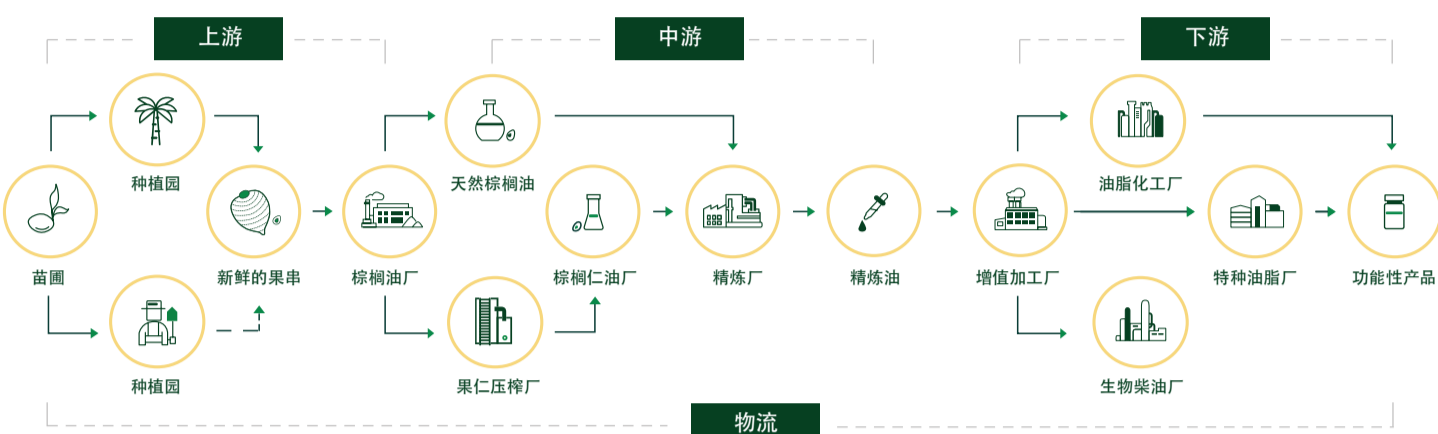 上游
中游
下游
种植园
天然棕榈油
油脂化工厂
苗圃
新鲜的果串
棕榈油厂
棕榈仁油厂
精炼厂
精炼油
增值加工厂
特种油脂厂
功能性产品
种植园
果仁压榨厂
生物柴油厂
物流